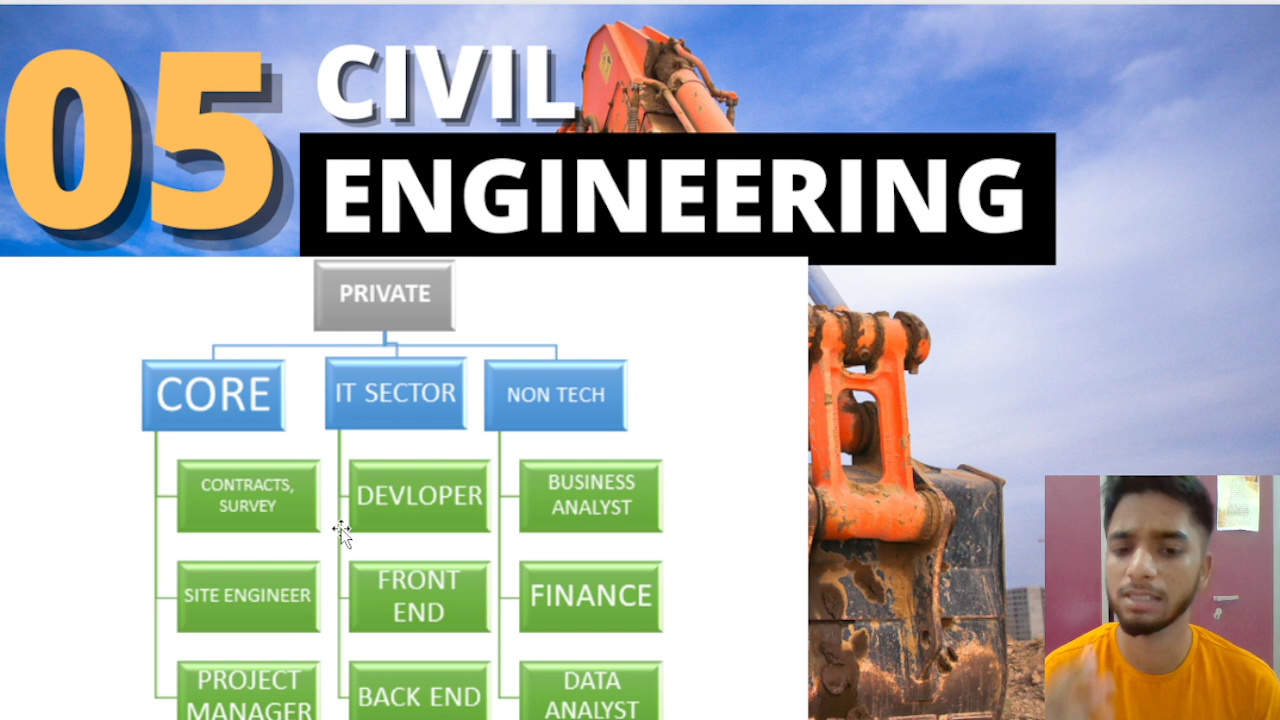 05
CIVIL
ENGINEERING
PRIVATE
CORE
IT SECTOR
NON TECH
CONTRACTS,
SURVEY
DEVLOPER
BUSINESS
ANALYST
SITE ENGINEER
FRONT
END
FINANCE
PROJECT
MANAGER
BACK END
DATA
ANALYST